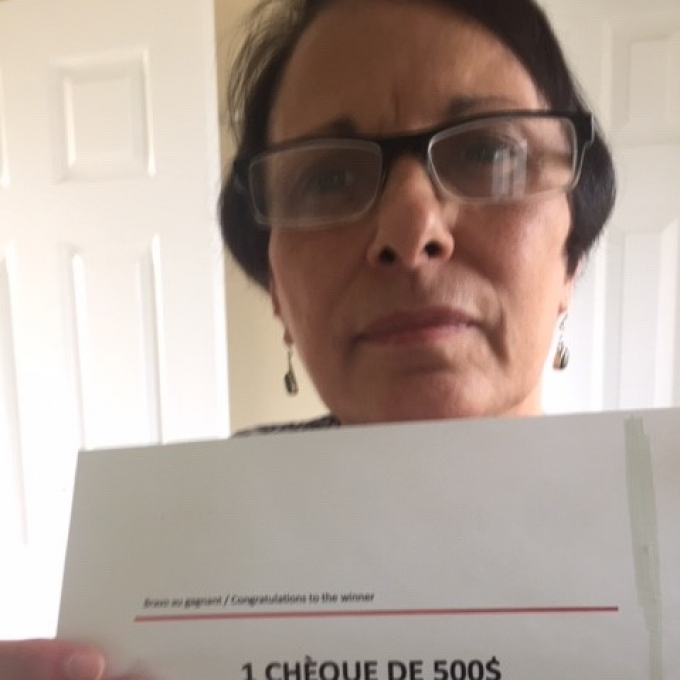 Bravo au gagnant / Congratulations to the winner
1 CHÈQUE DE 500$